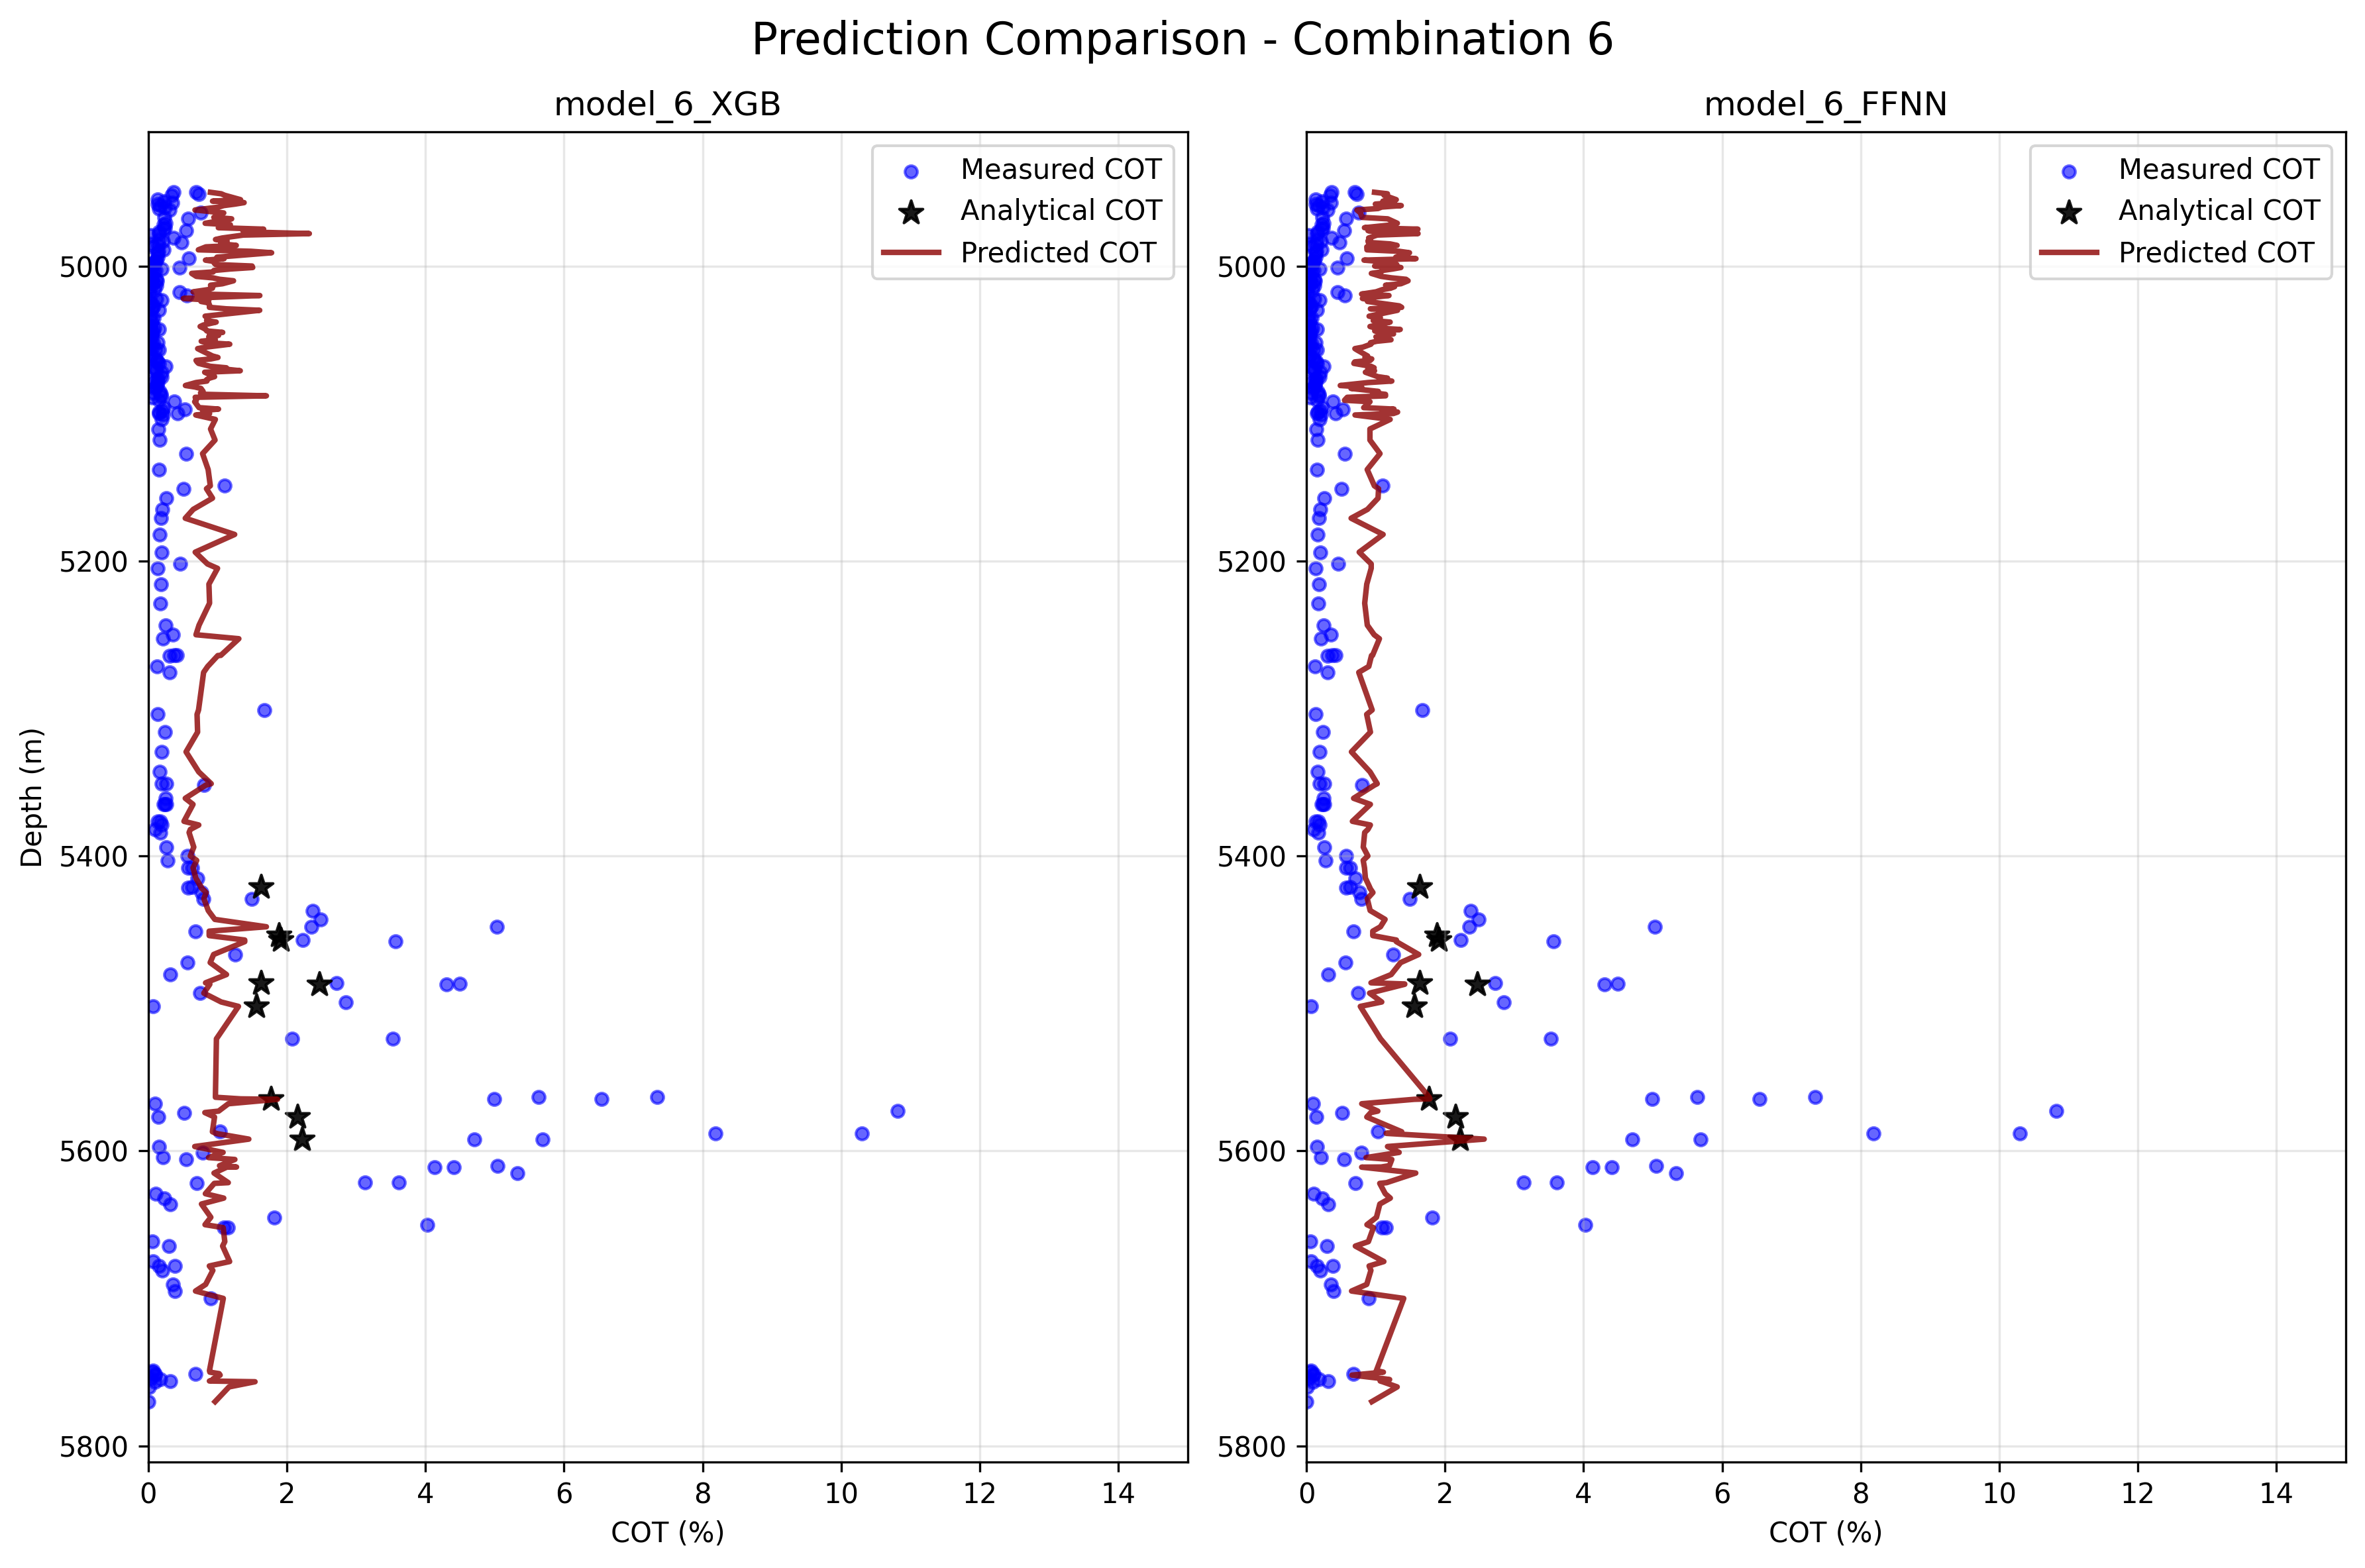 Prediction Comparison - Combination 6
model_6_XGB
Measured COT
Analytical COT
Predicted COT
Depth (m)
5000
5200
5400
5600
5800
0 2 4 6 8 10 12 14
COT (%)
model_6_FFNN
Measured COT
Analytical COT
Predicted COT
5000
5200
5400
5600
5800
0 2 4 6 8 10 12 14
COT (%)